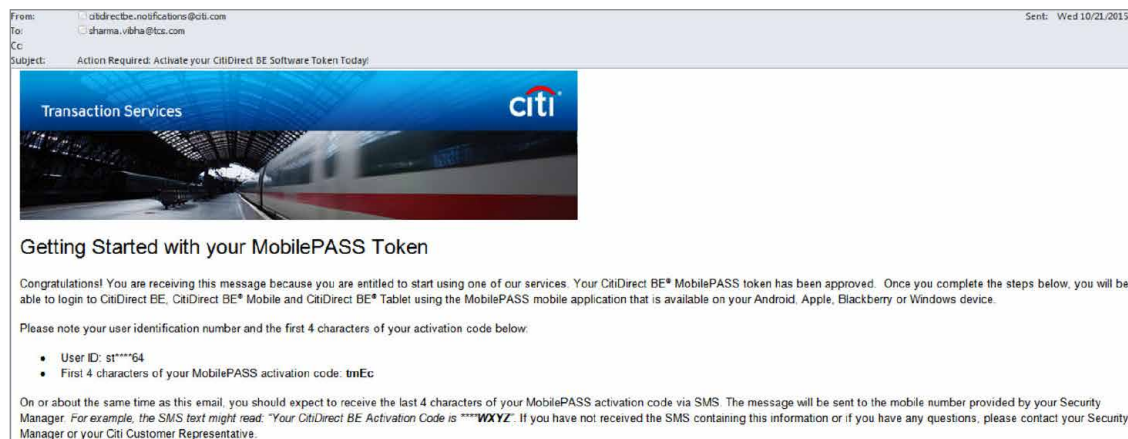 From: citidirectbe.notifications@citi.com Sent: Wed 10/21/2015
To: sharma.vibha@tcs.com
Cc
Subject: Action Required: Activate your CitiDirect BE Software Token Today!
Transaction Services citi
Getting Started with your MobilePASS Token
Congratulations! You are receiving this message because you are entitled to start using one of our services. Your CitiDirect BE® MobilePASS token has been approved. Once you complete the steps below, you will be
able to login to CitiDirect BE, CitiDirect BE® Mobile and CitiDirect BE® Tablet using the MobilePASS mobile application that is available on your Android, Apple, Blackberry or Windows device.
Please note your user identification number and the first 4 characters of your activation code below:
• User ID: st****64
• First 4 characters of your MobilePASS activation code: tmEc
On or about the same time as this email, you should expect to receive the last 4 characters of your MobilePASS activation code via SMS. The message will be sent to the mobile number provided by your Security
Manager. For example, the SMS text might read: "Your CitiDirect BE Activation Code is ****WXYZ". If you have not received the SMS containing this information or if you have any questions, please contact your Security
Manager or your Citi Customer Representative.